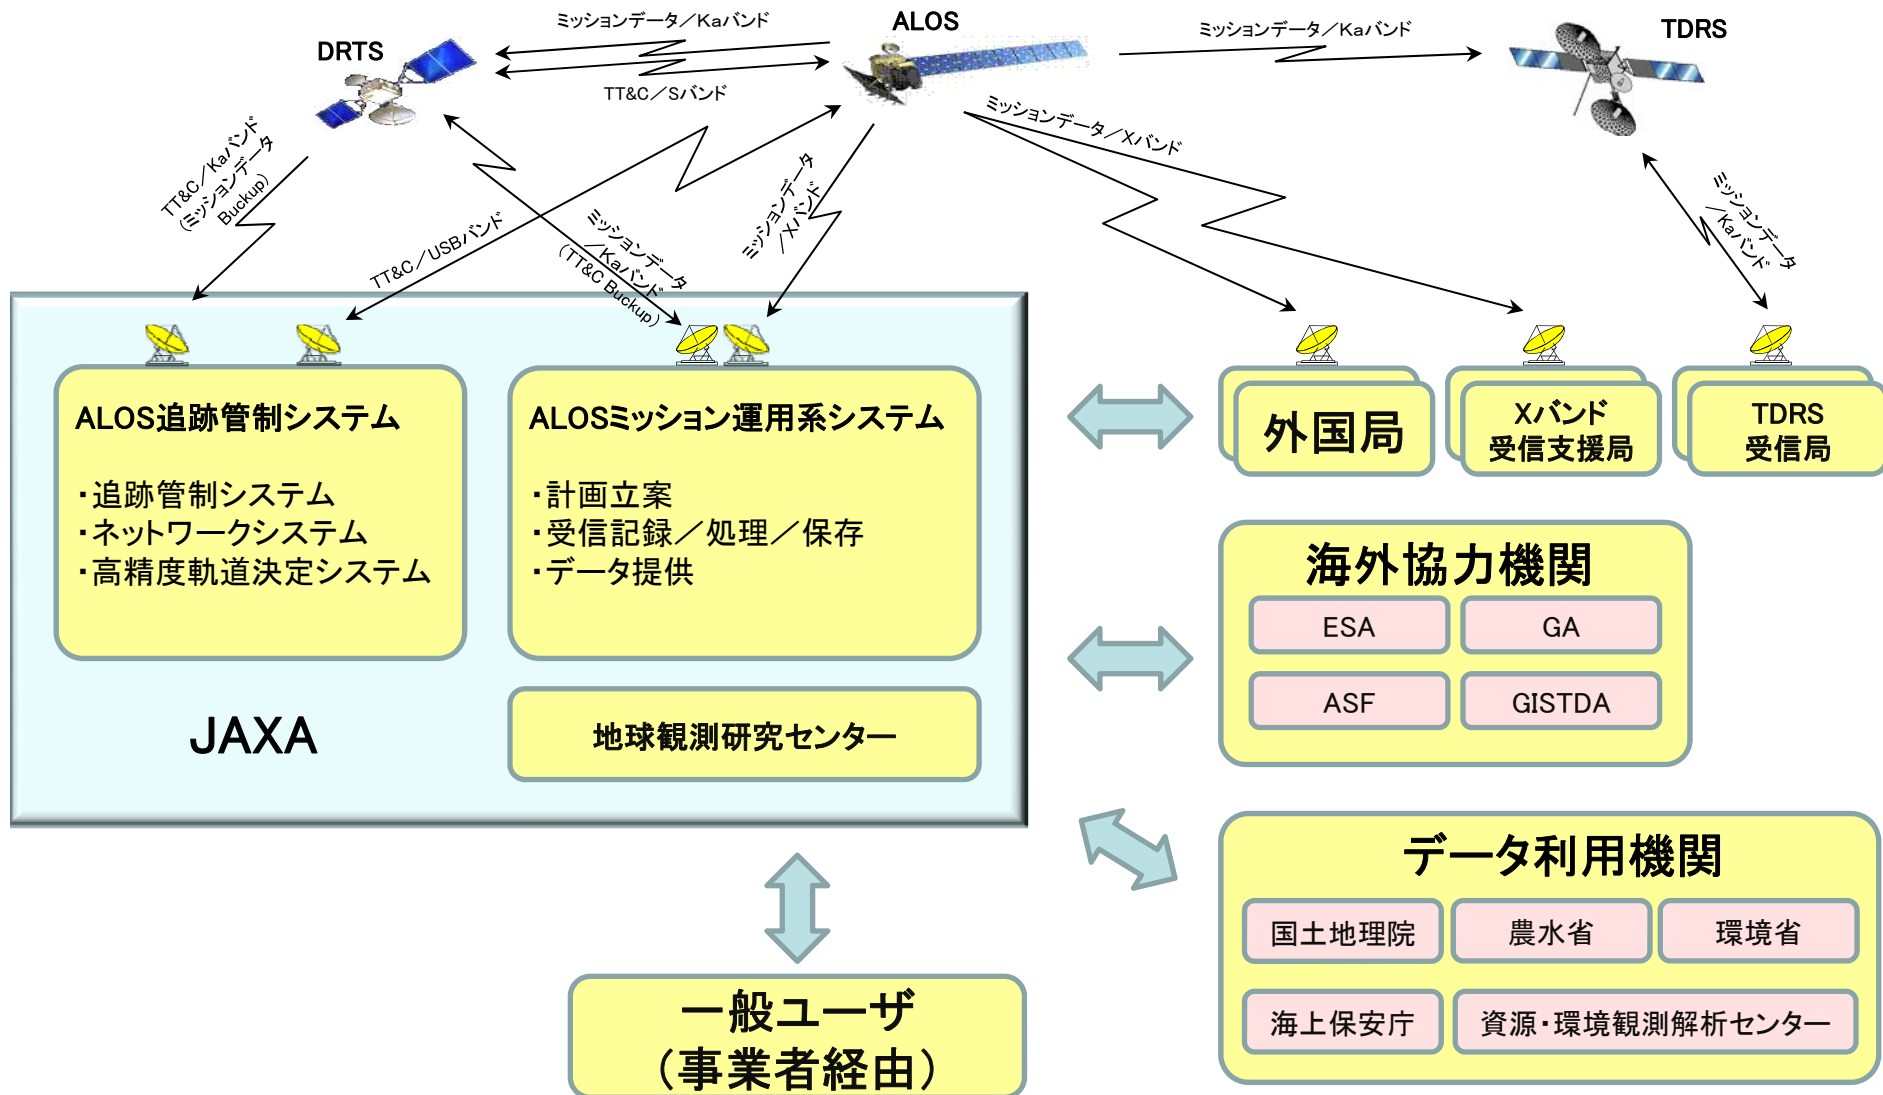 ミッションデータ／Kaバンド
ALOS
ミッションデータ／Kaバンド
TDRS
DRTS
TT&C／Sバンド
ミッションデータ／Xバンド
TT&C／Kaバンド
（ミッションデータ
Buckup）
TT&C／USBバンド
ミッションデータ
／Kaバンド
（TT&C Buckup）
ミッションデータ
／Xバンド
ミッションデータ
／Kaバンド
ALOS追跡管制システム
・追跡管制システム
・ネットワークシステム
・高精度軌道決定システム
ALOSミッション運用系システム
・計画立案
・受信記録／処理／保存
・データ提供
JAXA
地球観測研究センター
外国局
Xバンド
受信支援局
TDRS
受信局
海外協力機関
ESA
GA
ASF
GISTDA
データ利用機関
国土地理院
農水省
環境省
海上保安庁
資源・環境観測解析センター
一般ユーザ
（事業者経由）